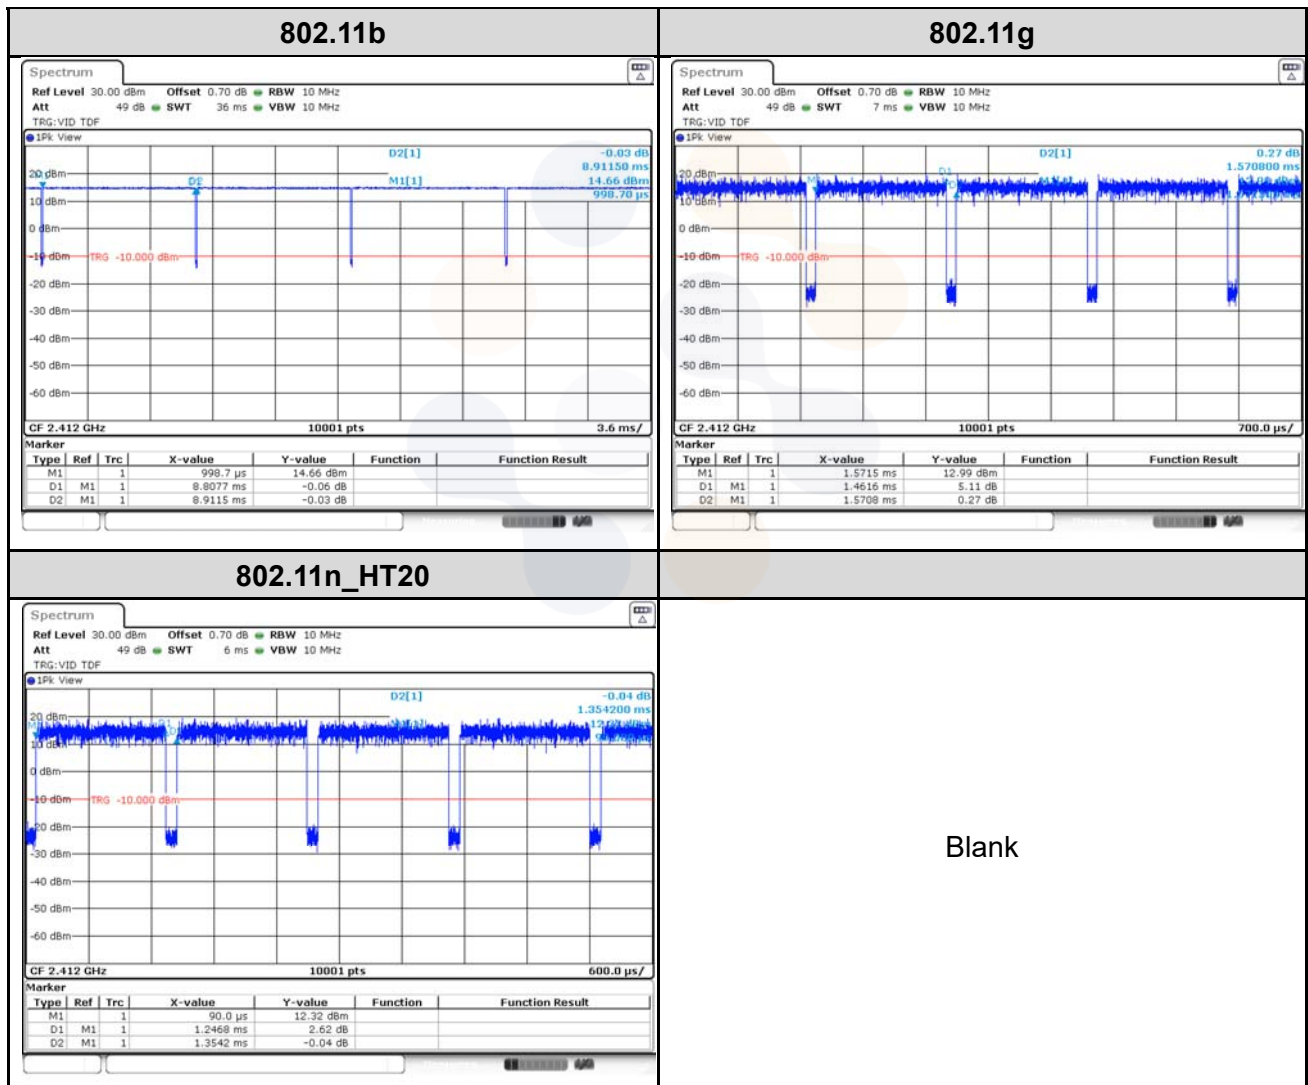 802.11b
802.11g
Spectrum
Ref Level 30.00 dBm Offset 0.70 dB RBW 10 MHz
Att 49 dB SWT 36 ms VBW 10 MHz
TRG:VID TDF
1Pk View
D2[1] -0.03 dB
8.91150 ms
M1[1] 14.66 dBm
998.70 µs
20 dBm
D2
10 dBm
0 dBm
-10 dBm
TRG -10.000 dBm
-20 dBm
-30 dBm
-40 dBm
-50 dBm
-60 dBm
CF 2.412 GHz 10001 pts 3.6 ms/
Marker
Type Ref Trc X-value Y-value Function Function Result
M1 1 998.7 µs 14.66 dBm
D1 M1 1 8.8077 ms -0.06 dB
D2 M1 1 8.9115 ms -0.03 dB
Spectrum
Ref Level 30.00 dBm Offset 0.70 dB RBW 10 MHz
Att 49 dB SWT 7 ms VBW 10 MHz
TRG:VID TDF
1Pk View
D2[1] 0.27 dB
1.570800 ms
20 dBm
D1
10 dBm
0 dBm
-10 dBm
TRG -10.000 dBm
-20 dBm
-30 dBm
-40 dBm
-50 dBm
-60 dBm
CF 2.412 GHz 10001 pts 700.0 µs/
Marker
Type Ref Trc X-value Y-value Function Function Result
M1 1 1.5715 ms 12.99 dBm
D1 M1 1 1.4616 ms 5.11 dB
D2 M1 1 1.5708 ms 0.27 dB
802.11n_HT20
Spectrum
Ref Level 30.00 dBm Offset 0.70 dB RBW 10 MHz
Att 49 dB SWT 6 ms VBW 10 MHz
TRG:VID TDF
1Pk View
D2[1] -0.04 dB
1.354200 ms
20 dBm
D1
10 dBm
0 dBm
-10 dBm
TRG -10.000 dBm
-20 dBm
-30 dBm
-40 dBm
-50 dBm
-60 dBm
CF 2.412 GHz 10001 pts 600.0 µs/
Marker
Type Ref Trc X-value Y-value Function Function Result
M1 1 90.0 µs 12.32 dBm
D1 M1 1 1.2468 ms 2.62 dB
D2 M1 1 1.3542 ms -0.04 dB
Blank